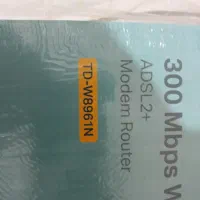 300 Mbps W
ADSL2+
Modem Router
TD-W8961N